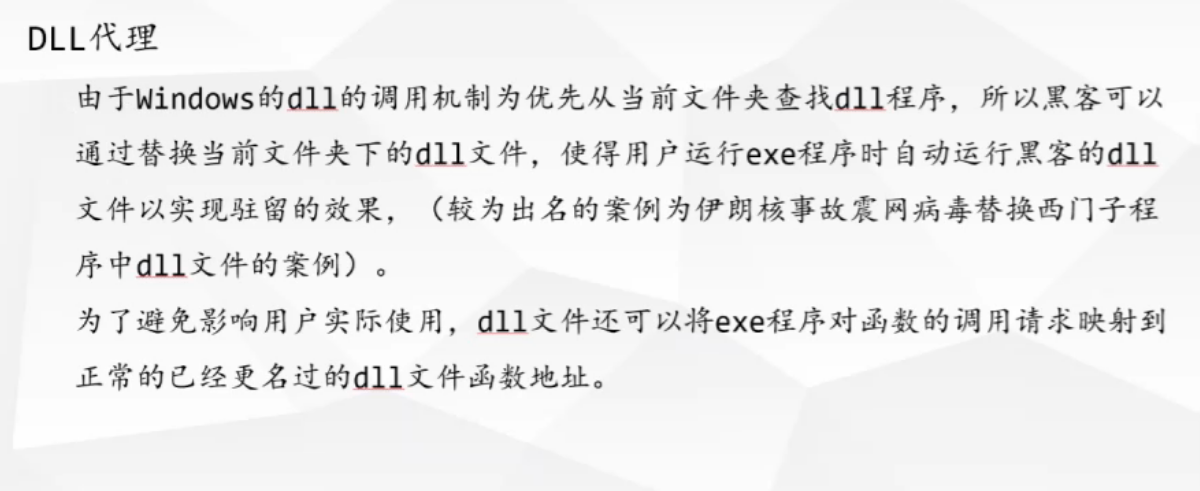 DLL代理
由于Windows的dll的调用机制为优先从当前文件夹查找dll程序，所以黑客可以
通过替换当前文件夹下的dll文件，使得用户运行exe程序时自动运行黑客的dll
文件以实现驻留的效果，（较为出名的案例为伊朗核事故震网病毒替换西门子程
序中dll文件的案例）。
为了避免影响用户实际使用，dll文件还可以将exe程序对函数的调用请求映射到
正常的已经更名过的dll文件函数地址。